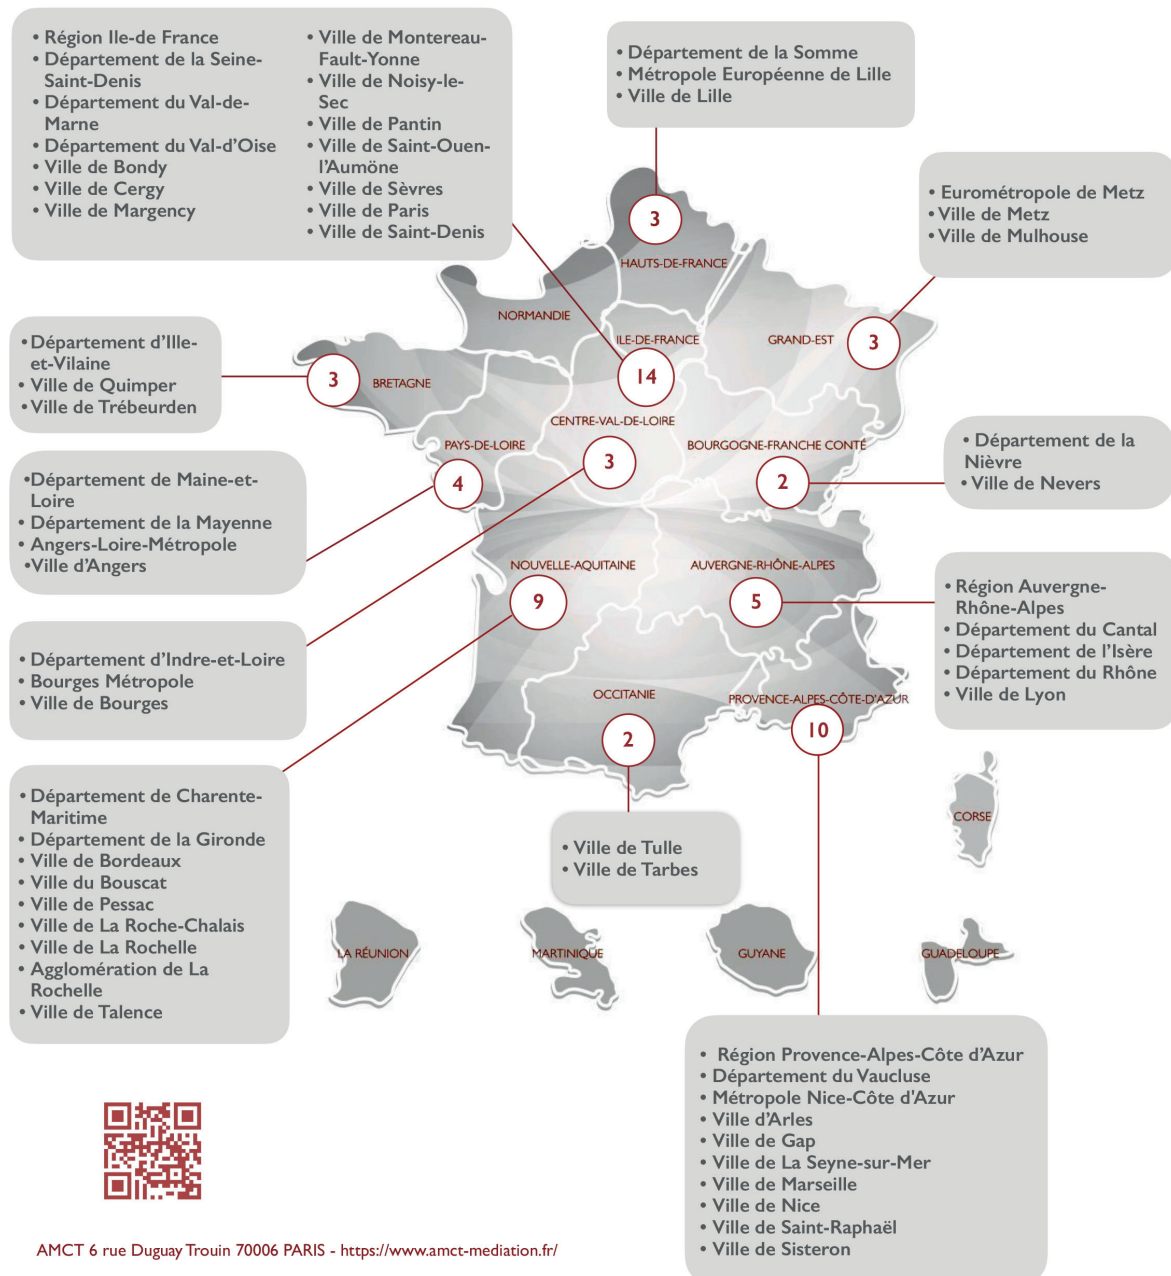 • Région Ile-de France
• Département de la Seine-
Saint-Denis
• Département du Val-de-
Marne
• Département du Val-d’Oise
• Ville de Bondy
• Ville de Cergy
• Ville de Margency
• Ville de Montereau-
Fault-Yonne
• Ville de Noisy-le-
Sec
• Ville de Pantin
• Ville de Saint-Ouen-
l’Aumöne
• Ville de Sèvres
• Ville de Paris
• Ville de Saint-Denis
• Département de la Somme
• Métropole Européenne de Lille
• Ville de Lille
• Eurométropole de Metz
• Ville de Metz
• Ville de Mulhouse
3
HAUTS-DE-FRANCE
NORMANDIE
ILE-DE-FRANCE
14
GRAND-EST
3
• Département d’Ille-
et-Vilaine
• Ville de Quimper
• Ville de Trébeurden
3
BRETAGNE
CENTRE-VAL-DE-LOIRE
3
PAYS-DE-LOIRE
4
BOURGOGNE-FRANCHE CONTÉ
2
• Département de la
Nièvre
• Ville de Nevers
• Département de Maine-et-
Loire
• Département de la Mayenne
• Angers-Loire-Métropole
• Ville d’Angers
NOUVELLE-AQUITAINE
9
AUVERGNE-RHÔNE-ALPES
5
• Région Auvergne-
Rhône-Alpes
• Département du Cantal
• Département de l’Isère
• Département du Rhône
• Ville de Lyon
• Département d’Indre-et-Loire
• Bourges Métropole
• Ville de Bourges
OCCITANIE
2
PROVENCE-ALPES-CÔTE-D'AZUR
10
• Département de Charente-
Maritime
• Département de la Gironde
• Ville de Bordeaux
• Ville du Bouscat
• Ville de Pessac
• Ville de La Roche-Chalais
• Ville de La Rochelle
• Agglomération de La
Rochelle
• Ville de Talence
• Ville de Tulle
• Ville de Tarbes
CORSE
LA RÉUNION
MARTINIQUE
GUYANE
GUADELOUPE
• Région Provence-Alpes-Côte d’Azur
• Département du Vaucluse
• Métropole Nice-Côte d'Azur
• Ville d’Arles
• Ville de Gap
• Ville de La Seyne-sur-Mer
• Ville de Marseille
• Ville de Nice
• Ville de Saint-Raphaël
• Ville de Sisteron
AMCT 6 rue Duguay Trouin 70006 PARIS - https://www.amct-mediation.fr/